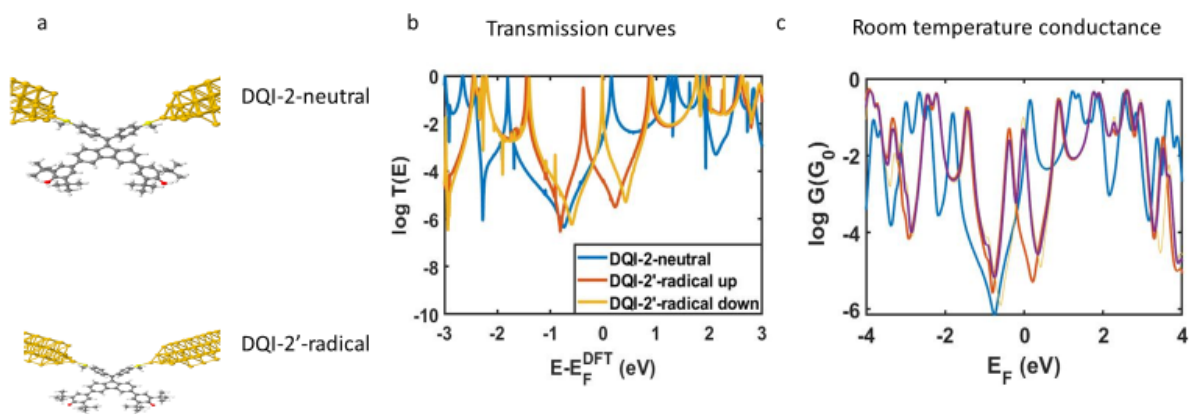 a
DQI-2-neutral
DQI-2'-radical
b
Transmission curves
log T(E)
0
-2
-4
-6
-8
-10
DQI-2-neutral
DQI-2'-radical up
DQI-2'-radical down
-3 -2 -1 0 1 2 3
E-E_F^DFT (eV)
c
Room temperature conductance
log G(G_0)
0
-2
-4
-6
-4 -2 0 2 4
E_F (eV)